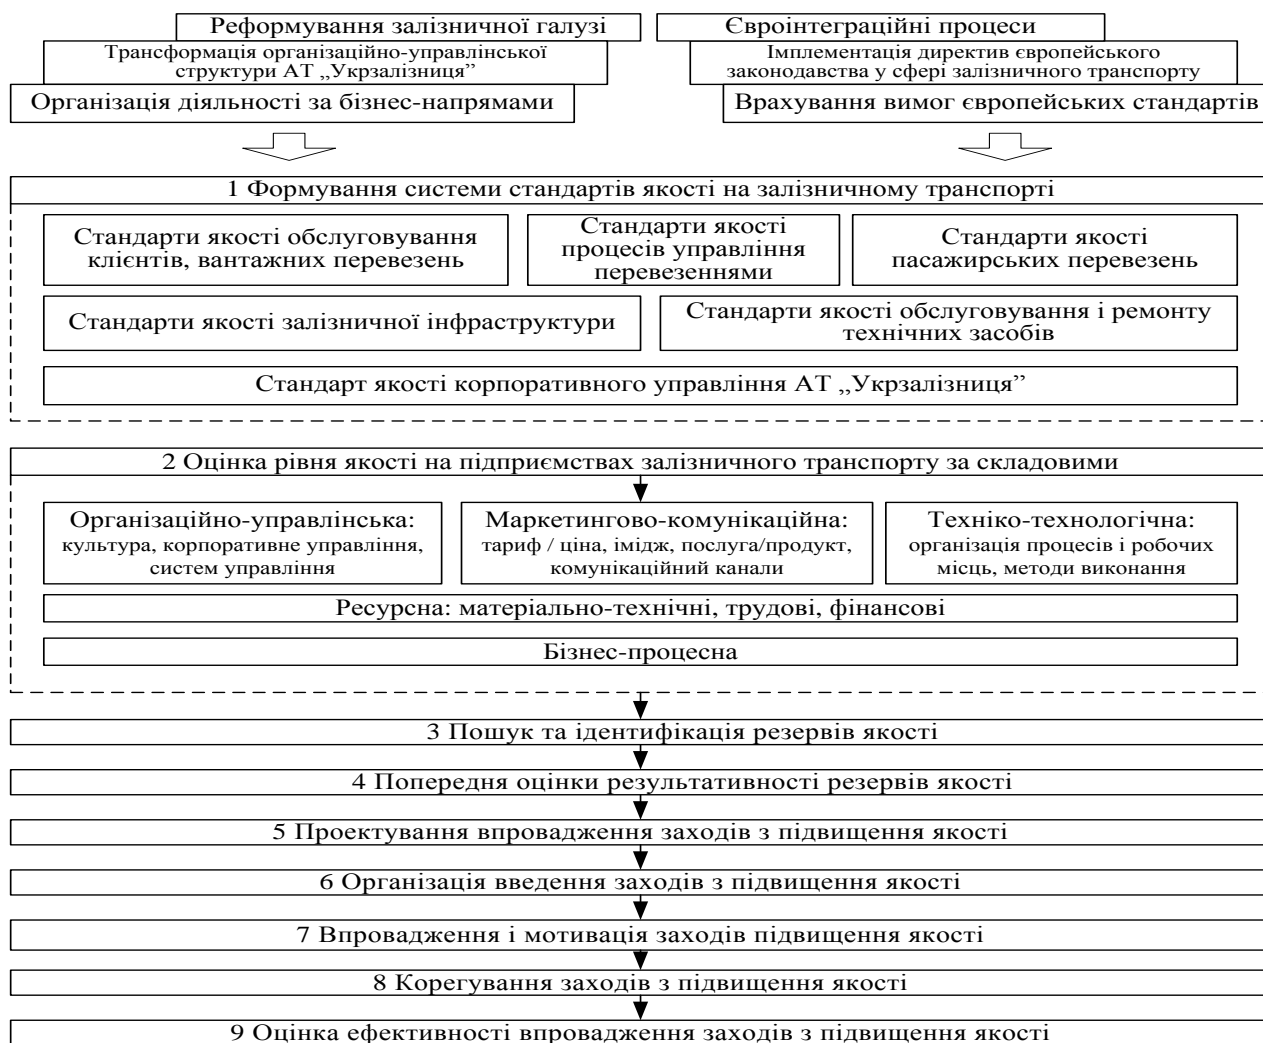 Реформування залізничної галузі
Трансформація організаційно-управлінської
структури АТ „Укрзалізниця”
Організація діяльності за бізнес-напрямами
Євроінтеграційні процеси
Імплементація директив європейського
законодавства у сфері залізничного транспорту
Врахування вимог європейських стандартів
1 Формування системи стандартів якості на залізничному транспорті
Стандарти якості обслуговування
клієнтів, вантажних перевезень
Стандарти якості
процесів управління
перевезеннями
Стандарти якості
пасажирських перевезень
Стандарти якості залізничної інфраструктури
Стандарти якості обслуговування і ремонту
технічних засобів
Стандарт якості корпоративного управління АТ „Укрзалізниця”
2 Оцінка рівня якості на підприємствах залізничного транспорту за складовими
Організаційно-управлінська:
культура, корпоративне управління,
систем управління
Маркетингово-комунікаційна:
тариф / ціна, імідж, послуга/продукт,
комунікаційний канали
Техніко-технологічна:
організація процесів і робочих
місць, методи виконання
Ресурсна: матеріально-технічні, трудові, фінансові
Бізнес-процесна
3 Пошук та ідентифікація резервів якості
4 Попередня оцінки результативності резервів якості
5 Проектування впровадження заходів з підвищення якості
6 Організація введення заходів з підвищення якості
7 Впровадження і мотивація заходів підвищення якості
8 Корегування заходів з підвищення якості
9 Оцінка ефективності впровадження заходів з підвищення якості